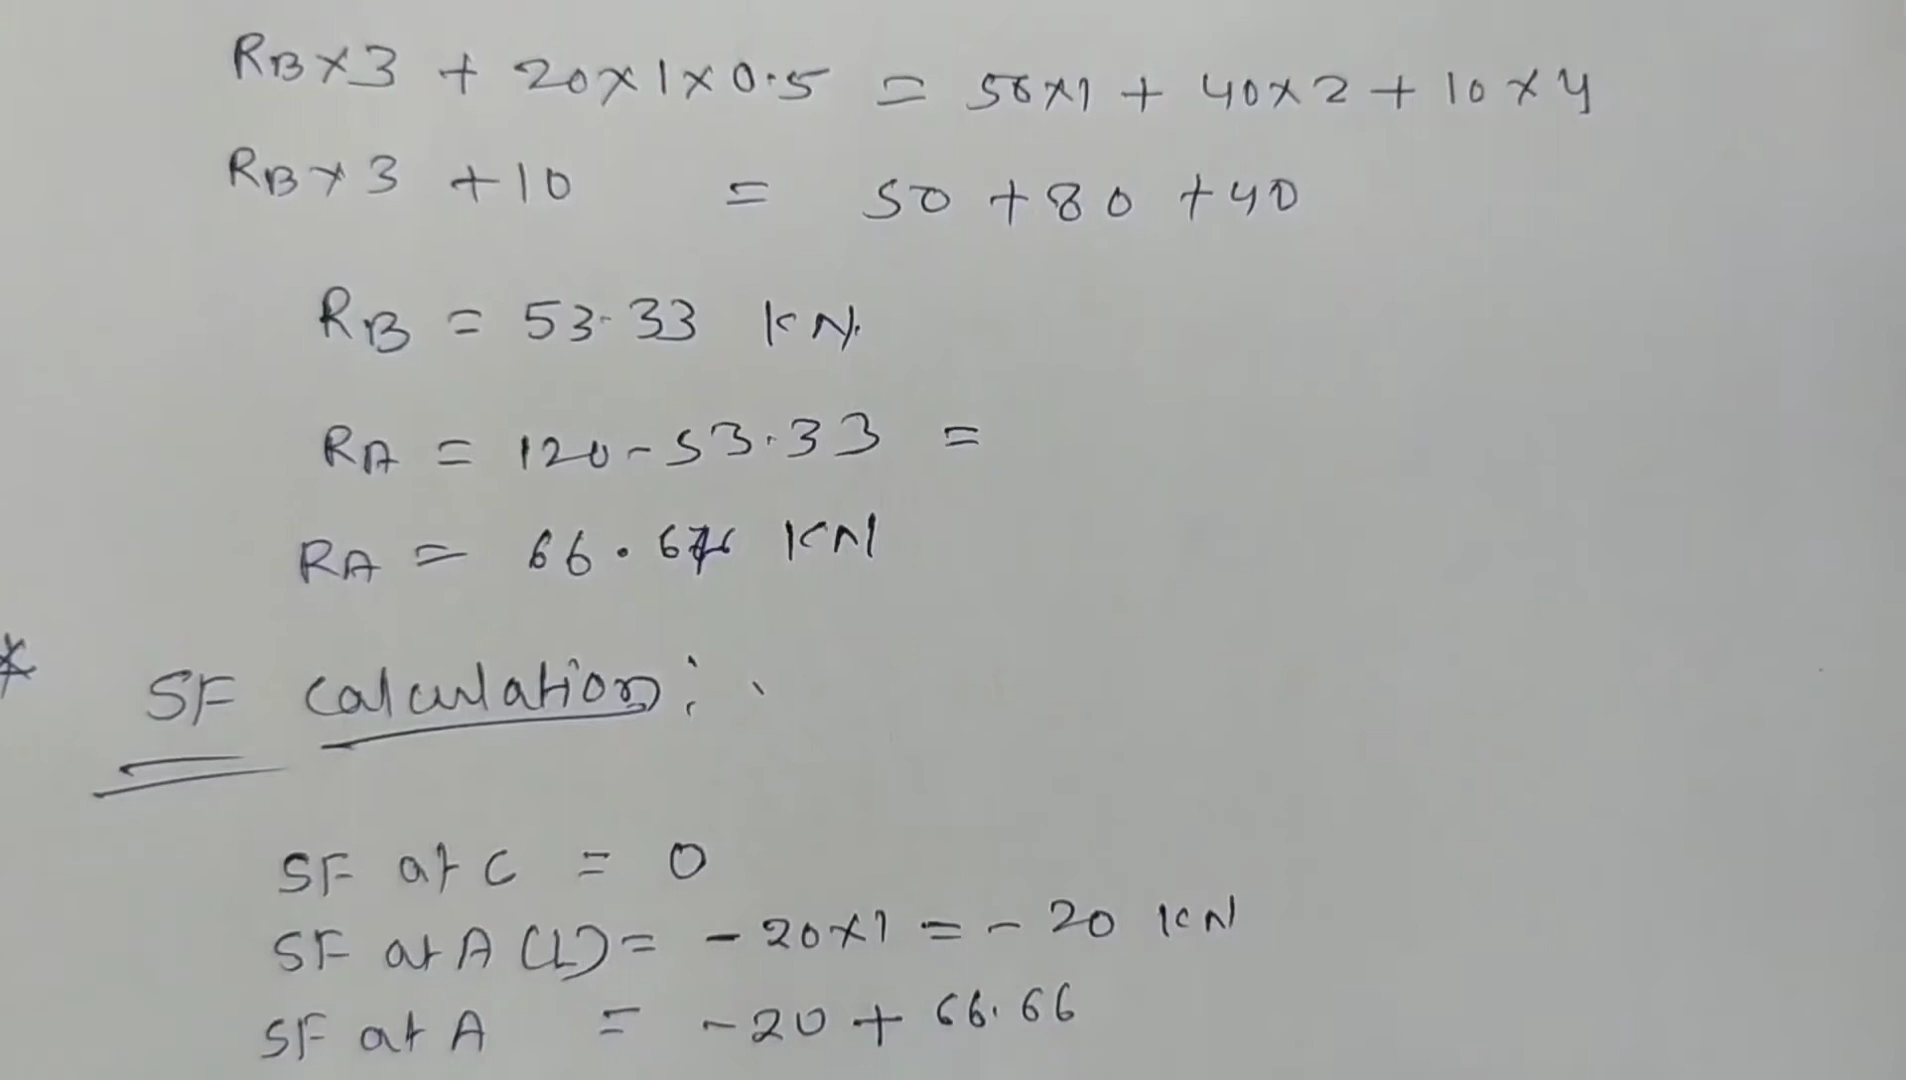 RB×3 + 20×1×0.5 = 50×1 + 40×2 + 10×4
RB×3 +10 = 50 +80 +40
RB = 53.33 KN.
RA = 120-53.33 =
RA = 66.66 KN
* SF calculation:
SF at C = 0
SF at A (L) = -20×1 = -20 KN
SF at A = -20 + 66.66